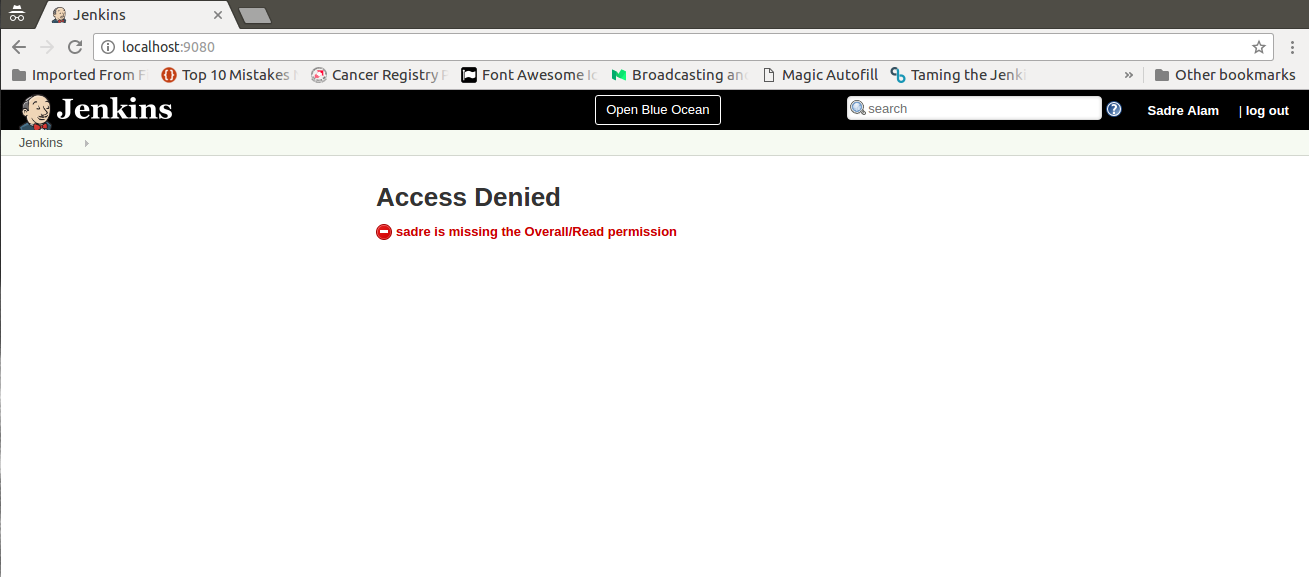 Jenkins
localhost:9080
Imported From F Top 10 Mistakes Cancer Registry Font Awesome Broadcasting an Magic Autofill Taming the Jenki » Other bookmarks
Jenkins Open Blue Ocean search Sadre Alam | log out
Jenkins
Access Denied
sadre is missing the Overall/Read permission